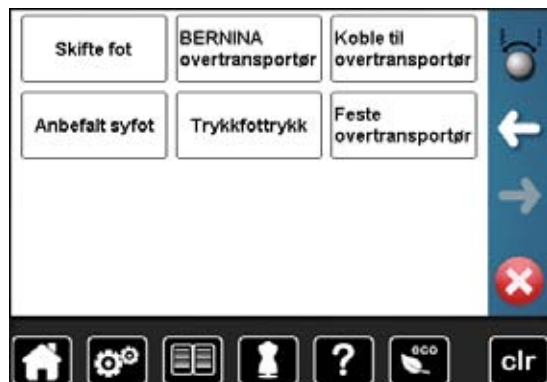 Skifte fot
BERNINA
overtransportør
Koble til
overtransportør
Anbefalt syfot
Trykkfottrykk
Feste
overtransportør
?
eco
clr